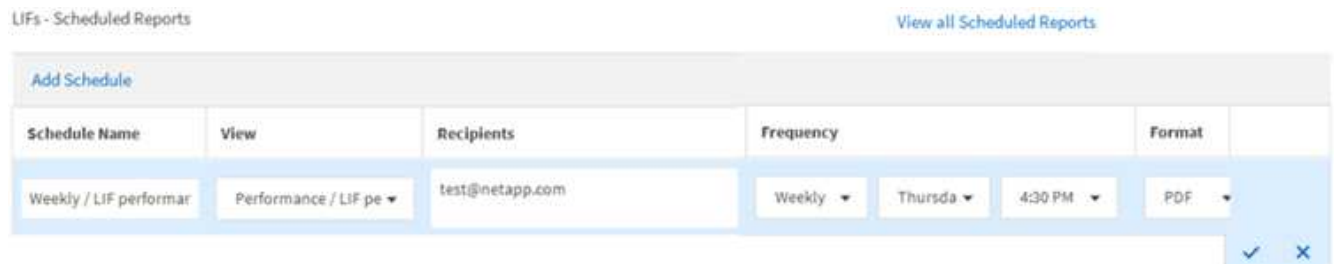 LIFs - Scheduled Reports View all Scheduled Reports
Add Schedule
Schedule Name View Recipients Frequency Format
Weekly / LIF performar Performance / LIF pe test@netapp.com Weekly Thursda 4:30 PM PDF